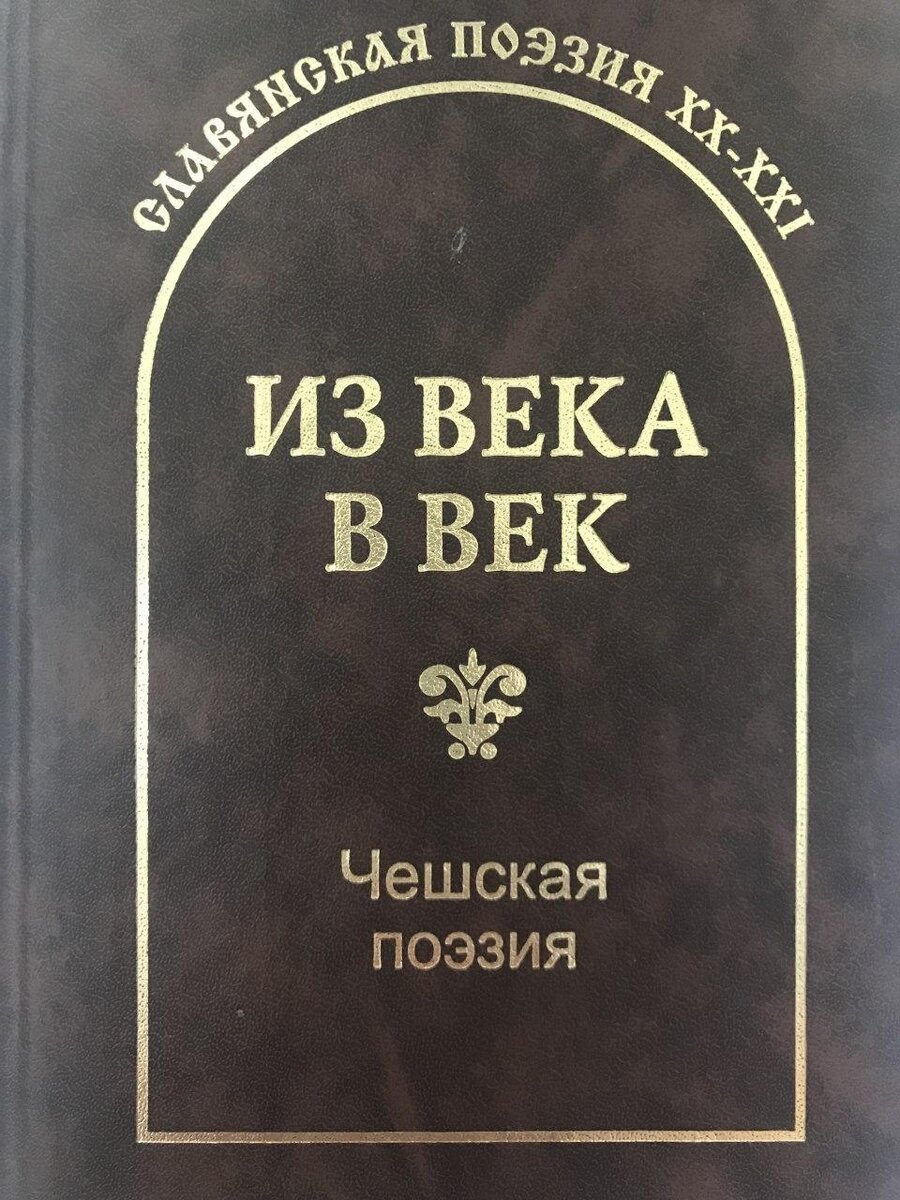 СЛАВЯНСКАЯ ПОЭЗИЯ XX-XXI
ИЗ ВЕКА
В ВЕК
Чешская
поэзия